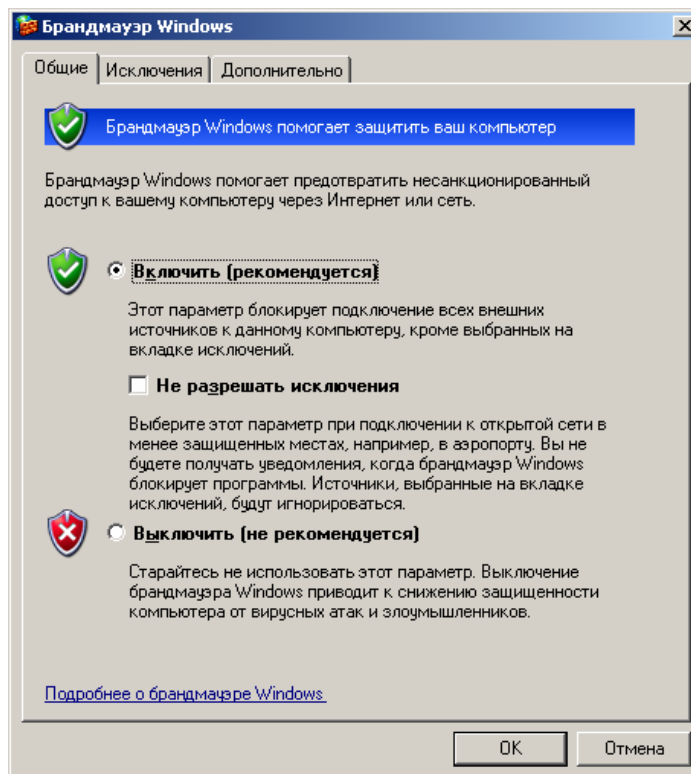 Брандмауэр Windows
Общие Исключения Дополнительно
Брандмауэр Windows помогает защитить ваш компьютер
Брандмауэр Windows помогает предотвратить несанкционированный
доступ к вашему компьютеру через Интернет или сеть.
Включить (рекомендуется)
Этот параметр блокирует подключение всех внешних
источников к данному компьютеру, кроме выбранных на
вкладке исключений.
Не разрешать исключения
Выберите этот параметр при подключении к открытой сети в
менее защищенных местах, например, в аэропорту. Вы не
будете получать уведомления, когда брандмауэр Windows
блокирует программы. Источники, выбранные на вкладке
исключений, будут игнорироваться.
Выключить (не рекомендуется)
Старайтесь не использовать этот параметр. Выключение
брандмауэра Windows приводит к снижению защищенности
компьютера от вирусных атак и злоумышленников.
Подробнее о брандмауэре Windows
OK Отмена